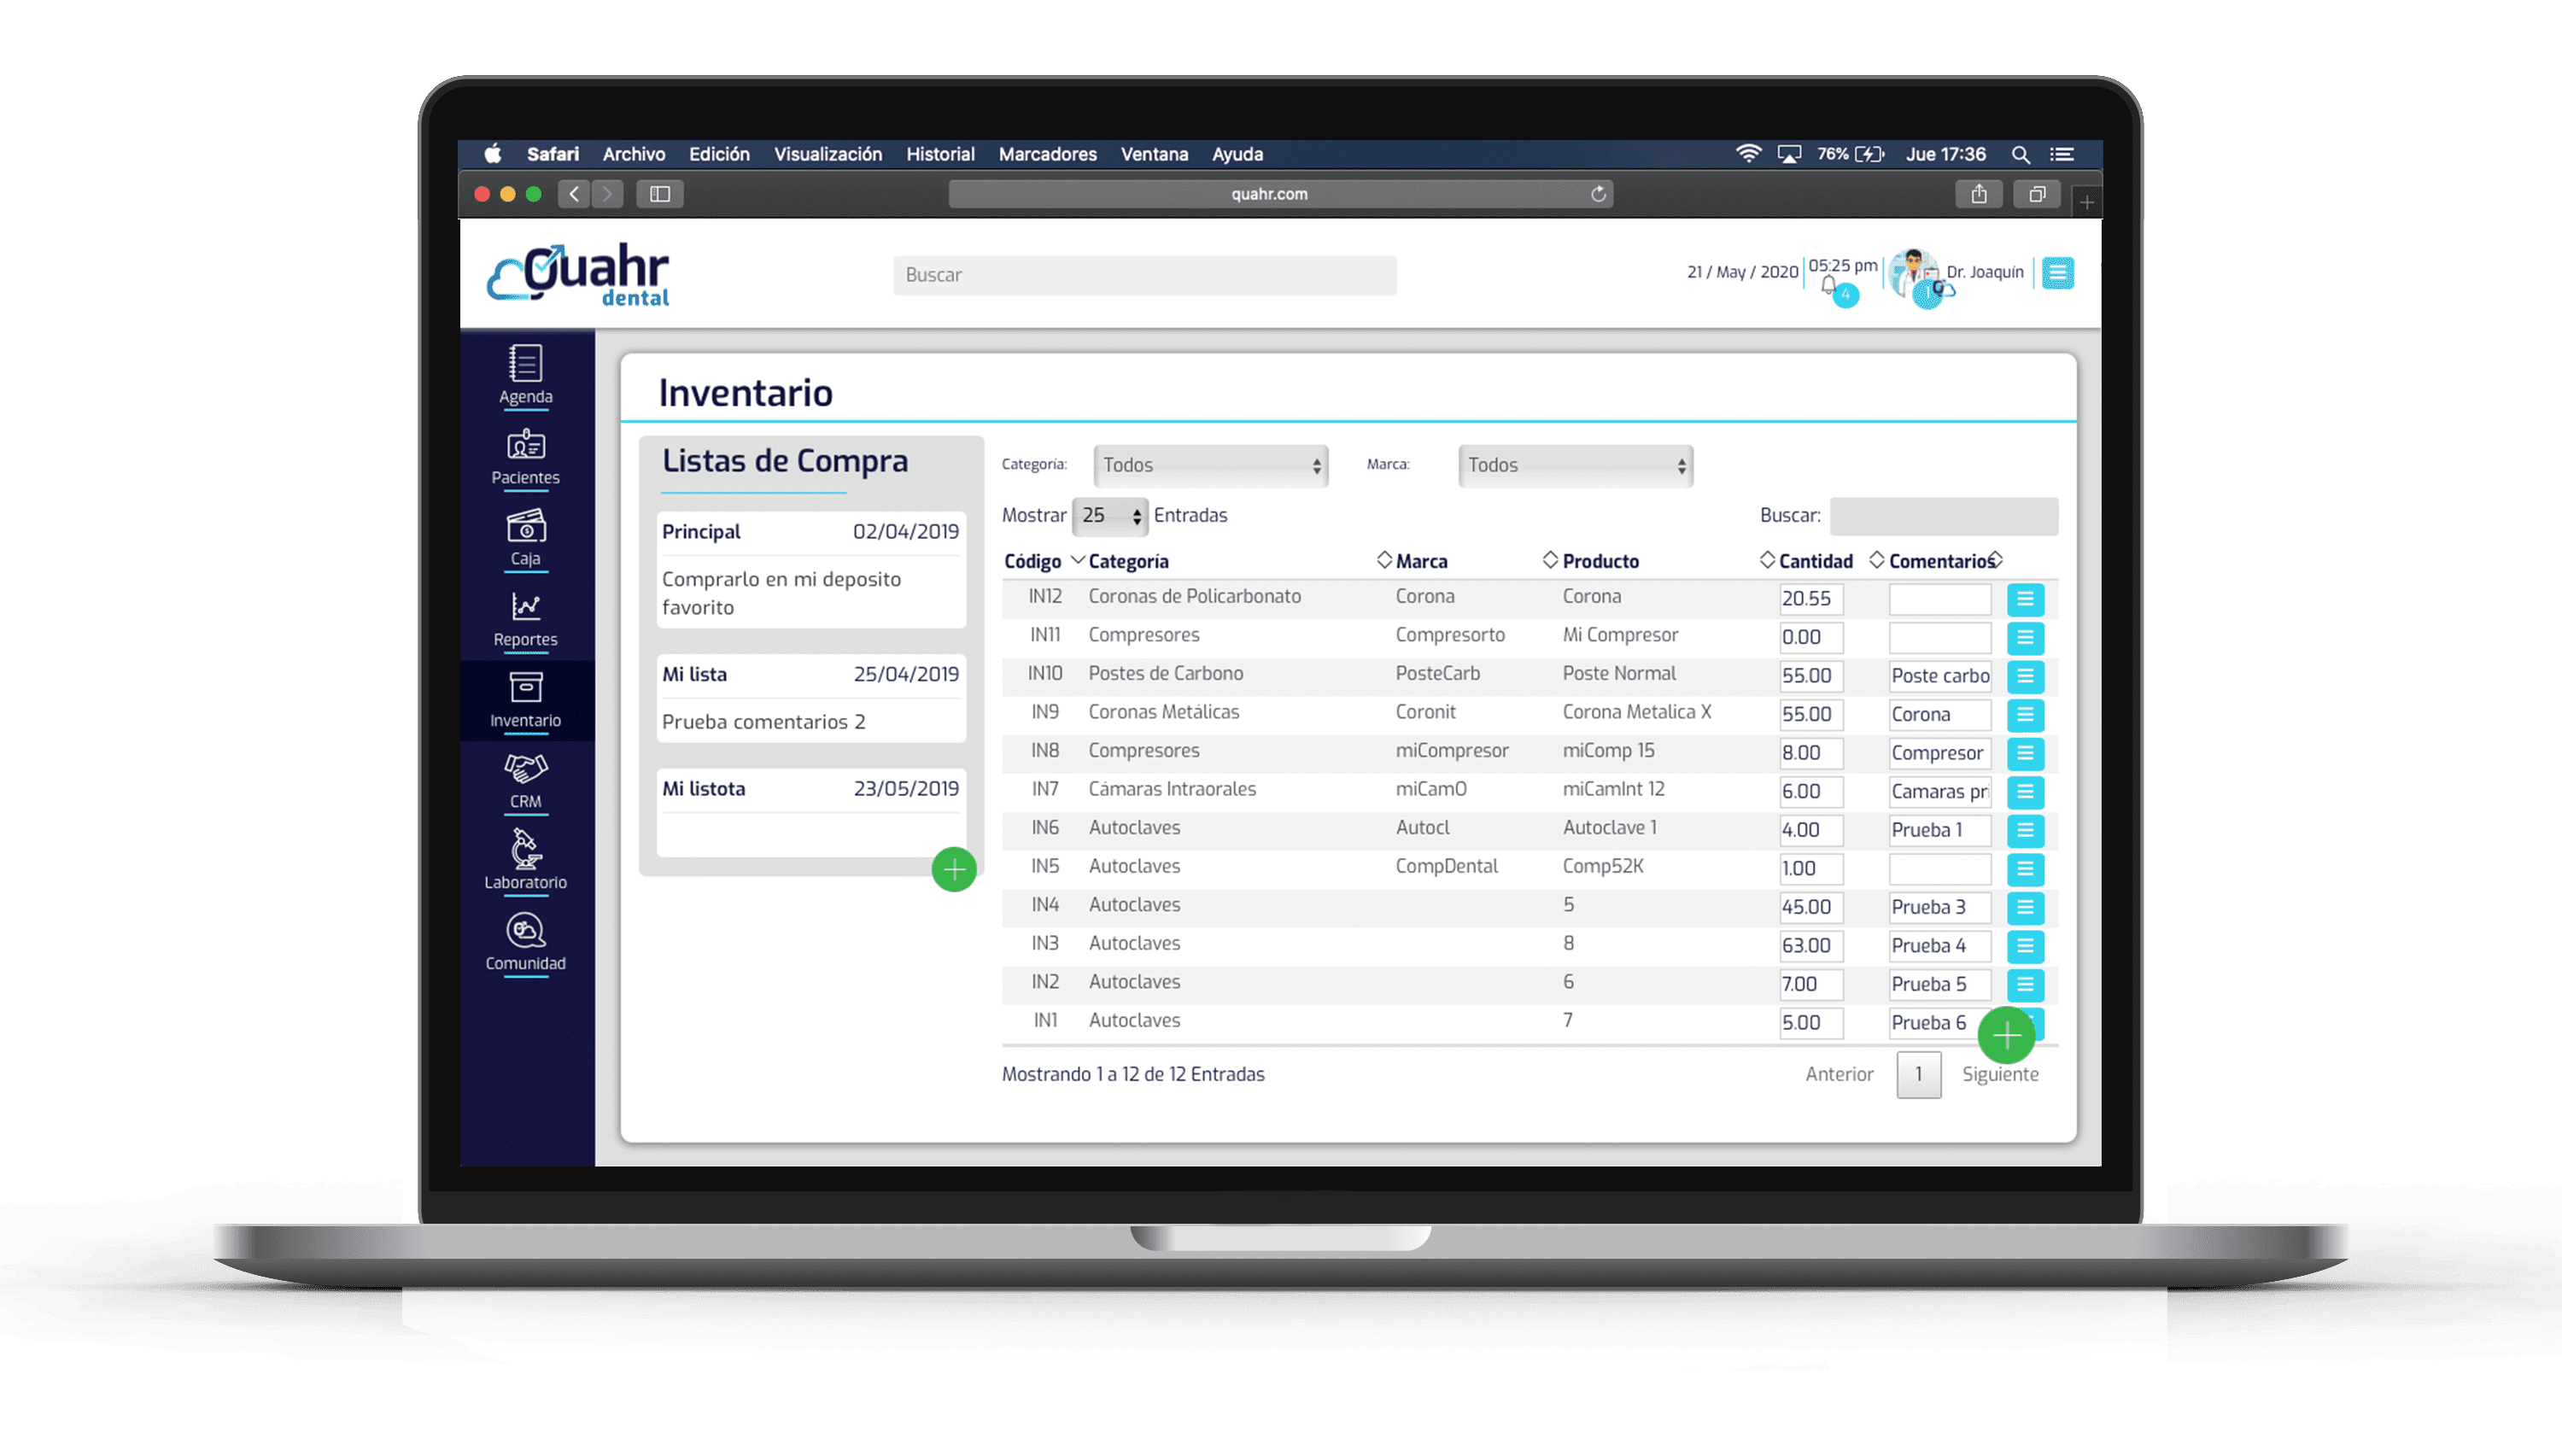 Safari Archivo Edición Visualización Historial Marcadores Ventana Ayuda 76% Jue 17:36
quahr.com
Quahr
dental
Buscar
21 / May / 2020 05:25 pm Dr. Joaquín
4 1
Agenda
Pacientes
Caja
Reportes
Inventario
CRM
Laboratorio
Comunidad
Inventario
Listas de Compra
Principal 02/04/2019
Comprarlo en mi deposito
favorito
Mi lista 25/04/2019
Prueba comentarios 2
Mi listota 23/05/2019
Categoría: Todos Marca: Todos
Mostrar 25 Entradas Buscar:
Código Categoría Marca Producto Cantidad Comentarios
IN12 Coronas de Policarbonato Corona Corona 20.55
IN11 Compresores Compresorto Mi Compresor 0.00
IN10 Postes de Carbono PosteCarb Poste Normal 55.00 Poste carbo
IN9 Coronas Metálicas Coronit Corona Metalica X 55.00 Corona
IN8 Compresores miCompresor miComp 15 8.00 Compresor
IN7 Cámaras Intraorales miCamO miCamInt 12 6.00 Camaras pri
IN6 Autoclaves Autocl Autoclave 1 4.00 Prueba 1
IN5 Autoclaves CompDental Comp52K 1.00
IN4 Autoclaves 5 45.00 Prueba 3
IN3 Autoclaves 8 63.00 Prueba 4
IN2 Autoclaves 6 7.00 Prueba 5
IN1 Autoclaves 7 5.00 Prueba 6
Mostrando 1 a 12 de 12 Entradas Anterior 1 Siguiente